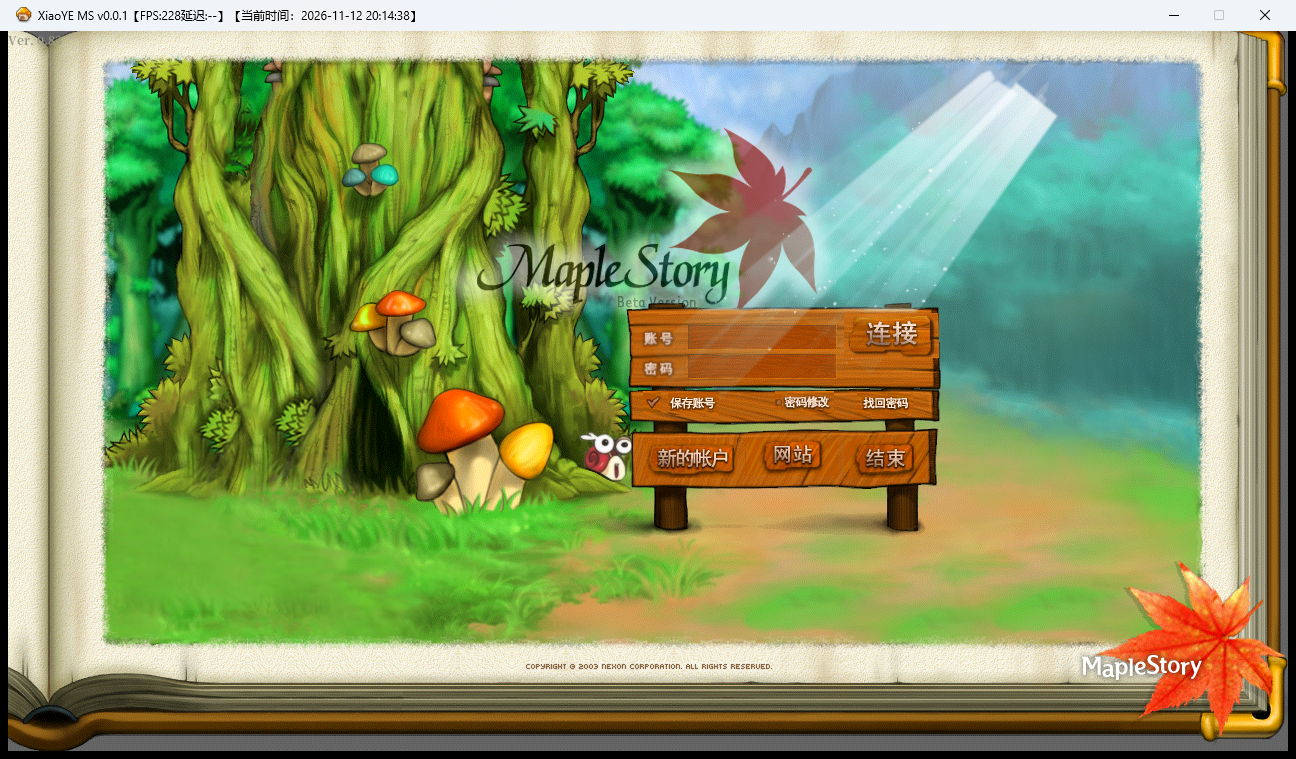 XiaoYE MS v0.0.1【FPS:228延迟:--】【当前时间：2026-11-12 20:14:38】
Ver. 0.8
MapleStory
Beta Version
账号
连接
密码
保存账号 密码修改 找回密码
新的帐户 网站 结束
COPYRIGHT © 2003 NEXON CORPORATION. ALL RIGHTS RESERVED.
MapleStory